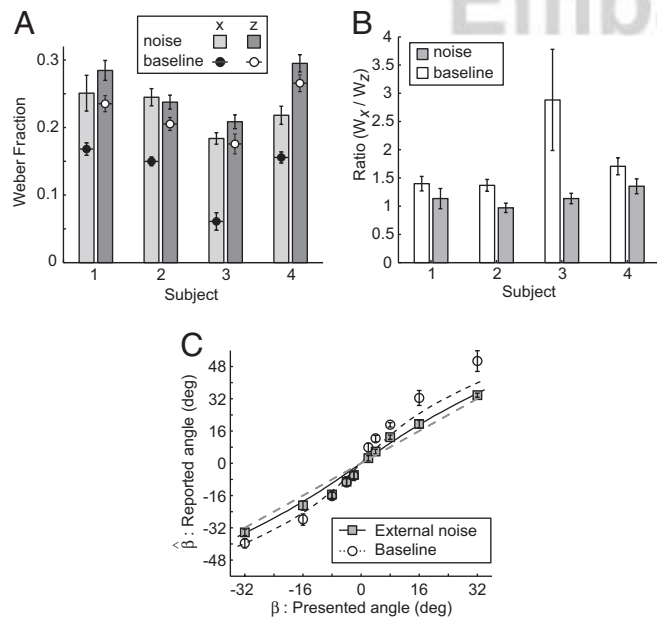 Emb
A
x z
noise
baseline
0.3
0.2
0.1
0
Weber Fraction
1 2 3 4
Subject
B
noise
baseline
4
3.5
3
2.5
2
1.5
1
0.5
0
Ratio (Wx / Wz)
1 2 3 4
Subject
C
48
32
16
0
-16
-32
-48
β̂ : Reported angle (deg)
External noise
Baseline
-32 -16 0 16 32
β : Presented angle (deg)